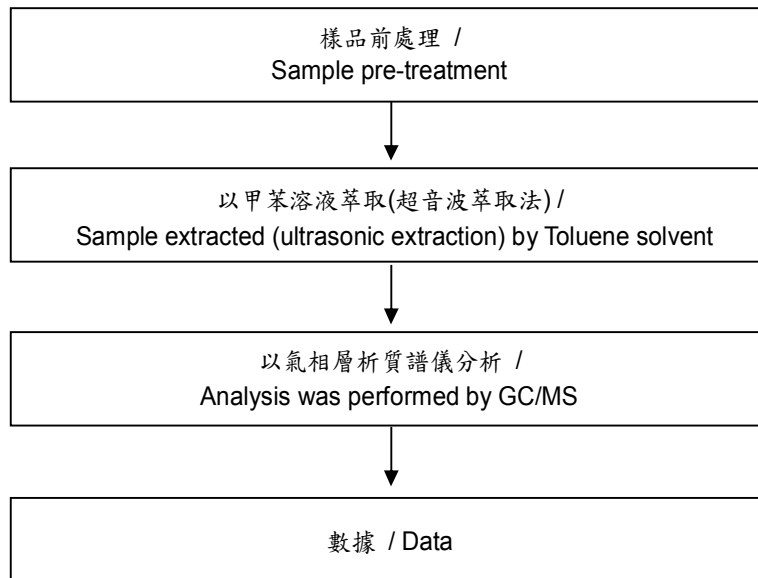 樣品前處理 /
Sample pre-treatment
以甲苯溶液萃取(超音波萃取法) /
Sample extracted (ultrasonic extraction) by Toluene solvent
以氣相層析質譜儀分析 /
Analysis was performed by GC/MS
數據 / Data